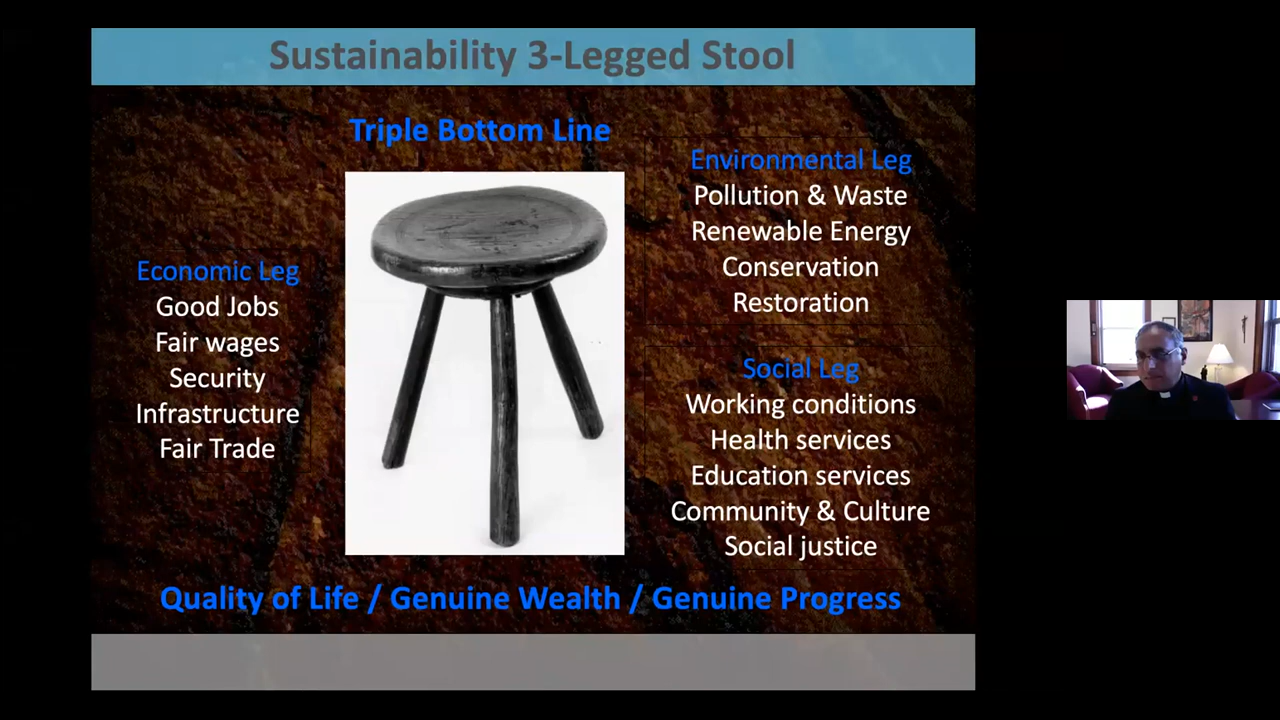 Sustainability 3-Legged Stool
Triple Bottom Line
Economic Leg
Good Jobs
Fair wages
Security
Infrastructure
Fair Trade
Environmental Leg
Pollution & Waste
Renewable Energy
Conservation
Restoration
Social Leg
Working conditions
Health services
Education services
Community & Culture
Social justice
Quality of Life / Genuine Wealth / Genuine Progress